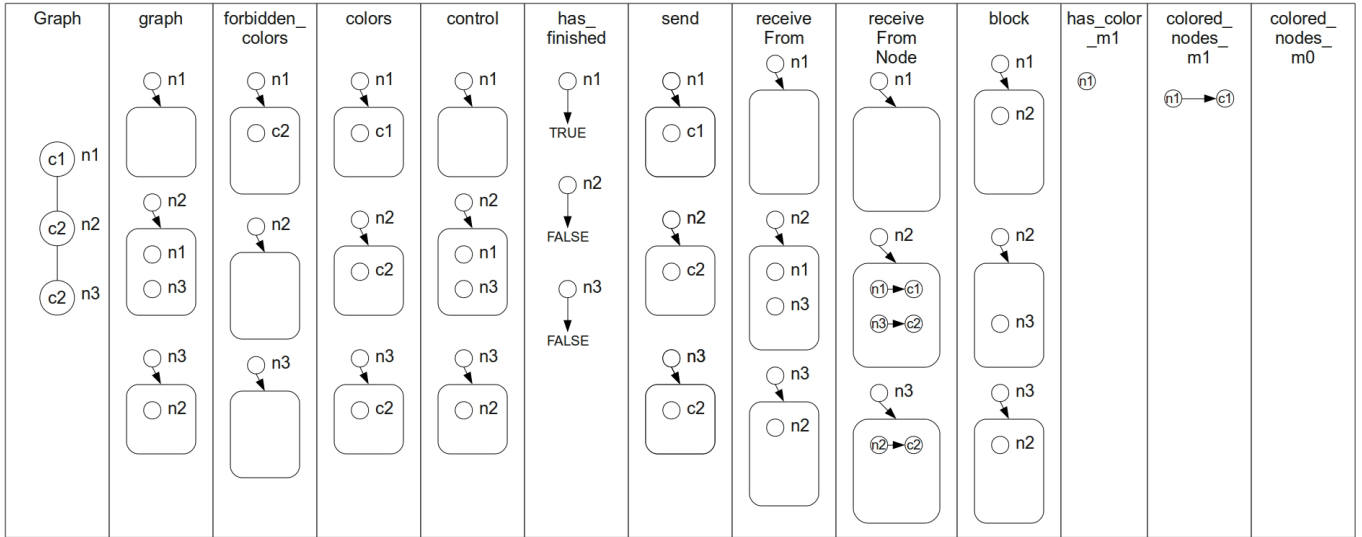 Graph
c1 n1
c2 n2
c2 n3
graph
n1
n2
n1
n3
n3
n2
forbidden_
colors
n1
c2
n2
n3
colors
n1
c1
n2
c2
n3
c2
control
n1
n2
n1
n3
n3
n2
has_
finished
n1
TRUE
n2
FALSE
n3
FALSE
send
n1
c1
n2
c2
n3
c2
receive
From
n1
n2
n1
n3
n3
n2
receive
From
Node
n1
n2
n1 c1
n3 c2
n3
n2 c2
block
n1
n2
n2
n3
n3
n2
has_color
_m1
n1
colored_
nodes_
m1
n1 c1
colored_
nodes_
m0